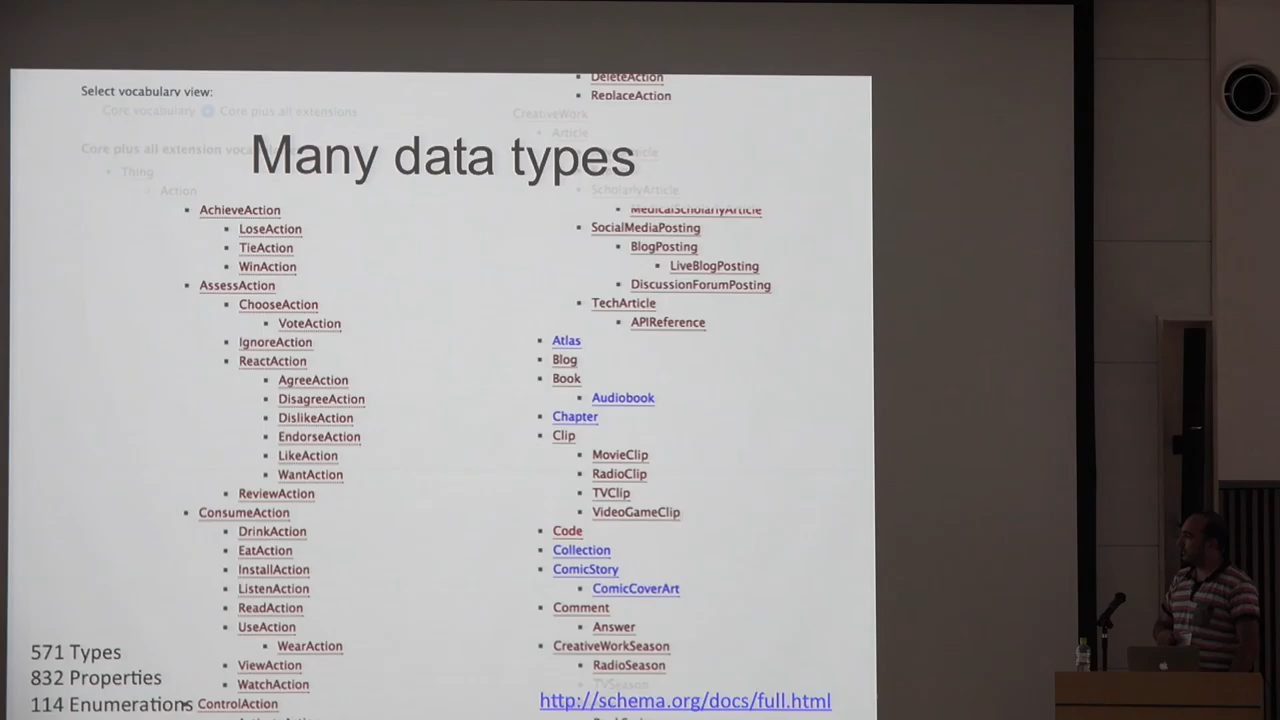 Select vocabulary view:
Core vocabulary Core plus all extensions
Many data types
Core plus all extension
Thing
Action
AchieveAction
LoseAction
TieAction
WinAction
AssessAction
ChooseAction
VoteAction
IgnoreAction
ReactAction
AgreeAction
DisagreeAction
DislikeAction
EndorseAction
LikeAction
WantAction
ReviewAction
ConsumeAction
DrinkAction
EatAction
InstallAction
ListenAction
ReadAction
UseAction
WearAction
ViewAction
WatchAction
ControlAction
571 Types
832 Properties
114 Enumerations
DeleteAction
ReplaceAction
CreativeWork
Article
ScholarlyArticle
MedicalScholarlyArticle
SocialMediaPosting
BlogPosting
LiveBlogPosting
DiscussionForumPosting
TechArticle
APIReference
Atlas
Blog
Book
Audiobook
Chapter
Clip
MovieClip
RadioClip
TVClip
VideoGameClip
Code
Collection
ComicStory
ComicCoverArt
Comment
Answer
CreativeWorkSeason
RadioSeason
TVSeason
http://schema.org/docs/full.html